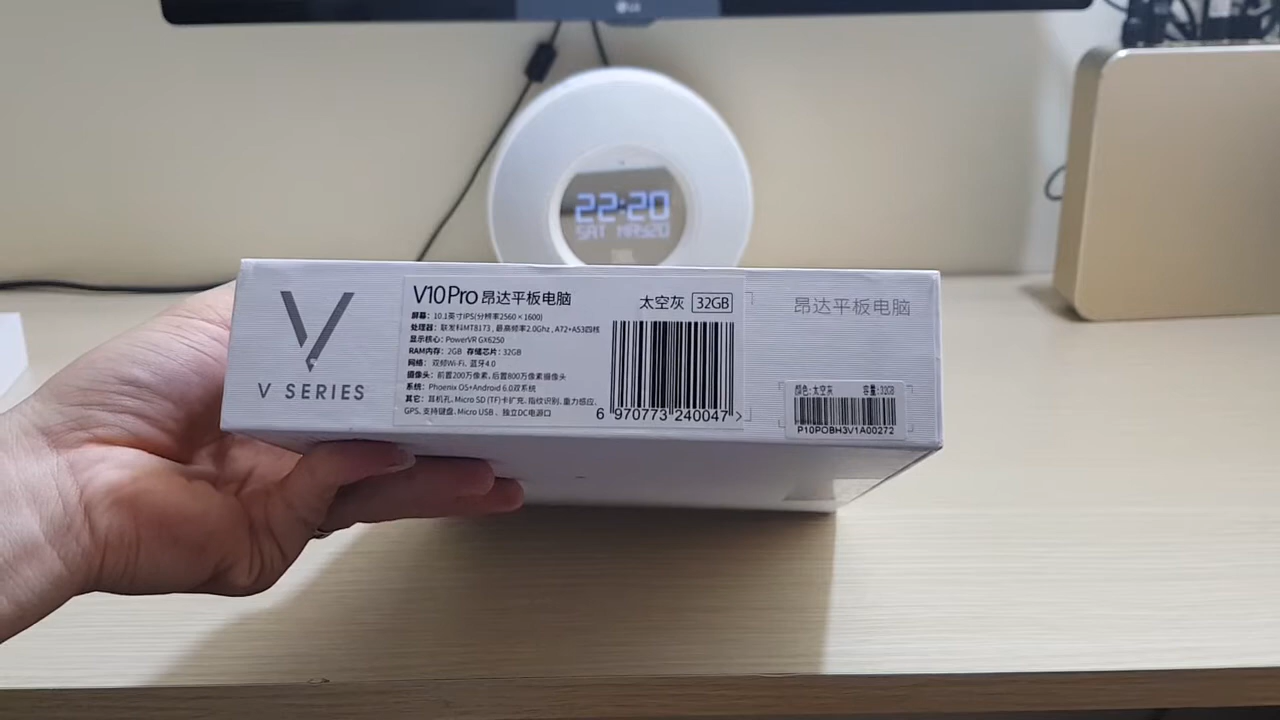 LG
22:20
SAT MAY20
V SERIES
V10Pro 昂达平板电脑
太空灰 32GB
屏幕：10.1英寸IPS(分辨率2560×1600)
处理器：联发科MT8173，最高频率2.0Ghz，A72+A53四核
显示核心：PowerVR GX6250
RAM内存：2GB 存储芯片：32GB
网络：双频Wi-Fi、蓝牙4.0
摄像头：前置200万像素，后置800万像素摄像头
系统：Phoenix OS+Android 6.0双系统
其它：耳机孔、Micro SD (TF)卡扩充、指纹识别、重力感应、
GPS、支持键盘、Micro USB、独立DC电源口
6 970773 240047 >
昂达平板电脑
颜色:太空灰 容量:32GB
P10POBH3V1A00272